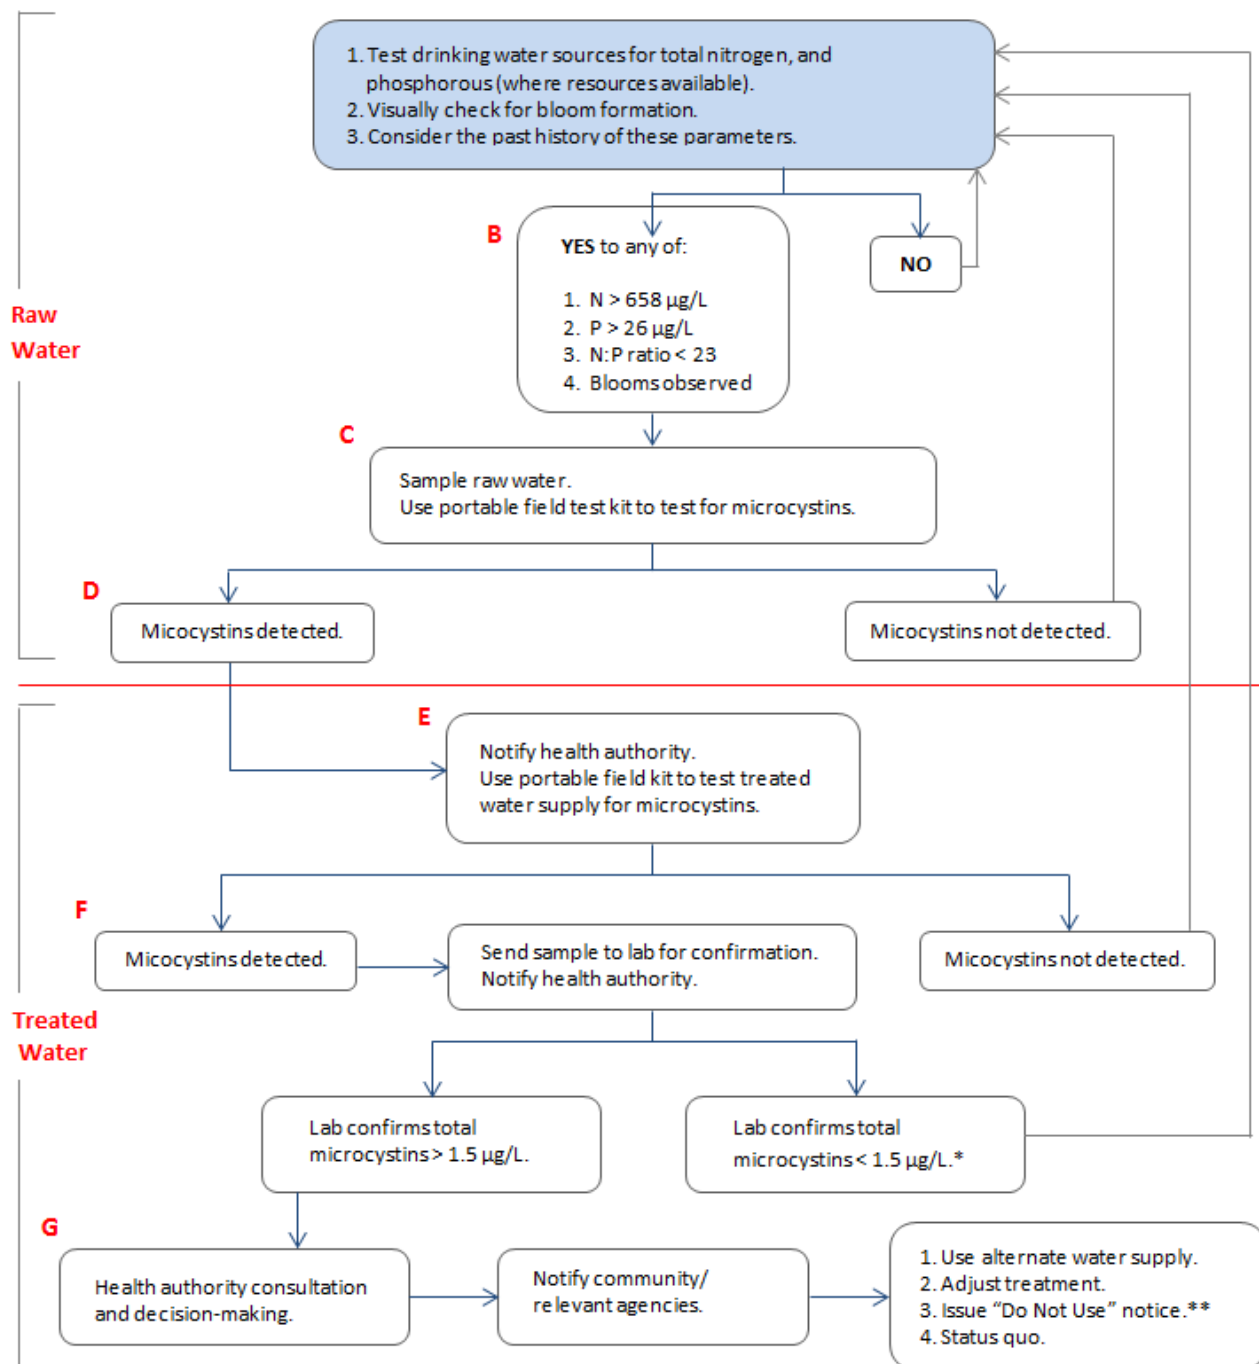 1. Test drinking water sources for total nitrogen, and
phosphorous (where resources available).
2. Visually check for bloom formation.
3. Consider the past history of these parameters.
B
YES to any of:
NO
1. N > 658 µg/L
2. P > 26 µg/L
3. N:P ratio < 23
4. Blooms observed
Raw
Water
C
Sample raw water.
Use portable field test kit to test for microcystins.
D
Micocystins detected.
Micocystins not detected.
E
Notify health authority.
Use portable field kit to test treated
water supply for microcystins.
F
Micocystins detected.
Send sample to lab for confirmation.
Notify health authority.
Micocystins not detected.
Treated
Water
Lab confirms total
microcystins > 1.5 µg/L.
Lab confirms total
microcystins < 1.5 µg/L.*
G
Health authority consultation
and decision-making.
Notify community/
relevant agencies.
1. Use alternate water supply.
2. Adjust treatment.
3. Issue “Do Not Use” notice.**
4. Status quo.